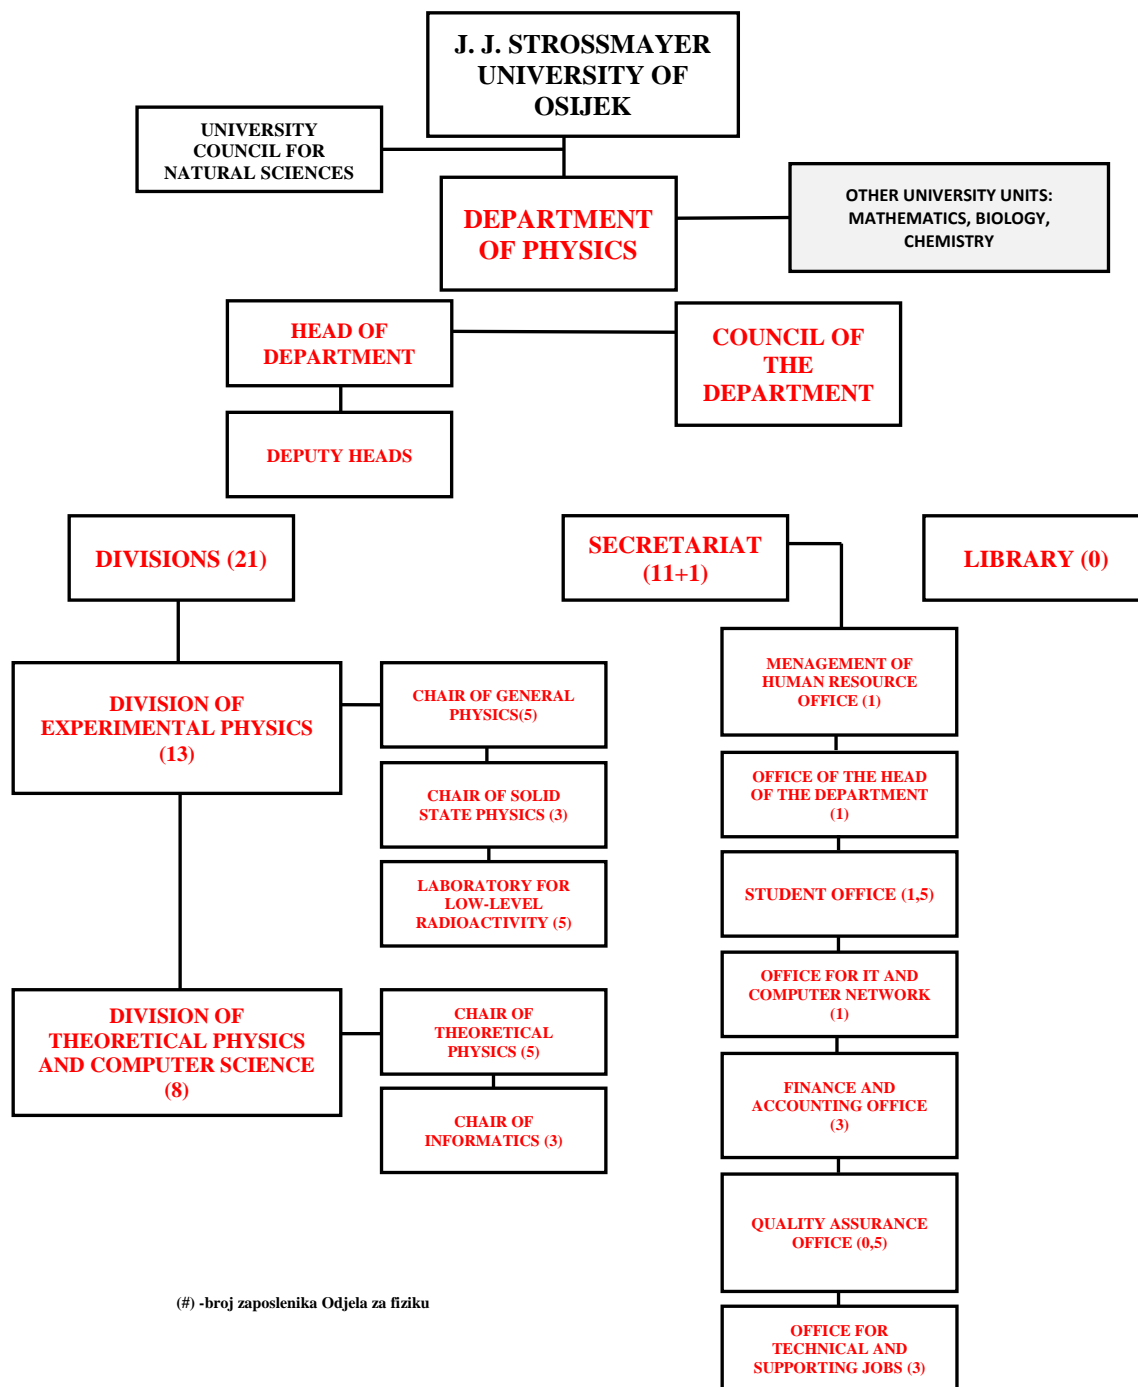 J. J. STROSSMAYER
UNIVERSITY OF
OSIJEK
UNIVERSITY
COUNCIL FOR
NATURAL SCIENCES
DEPARTMENT
OF PHYSICS
OTHER UNIVERSITY UNITS:
MATHEMATICS, BIOLOGY,
CHEMISTRY
HEAD OF
DEPARTMENT
COUNCIL OF
THE
DEPARTMENT
DEPUTY HEADS
DIVISIONS (21)
SECRETARIAT
(11+1)
LIBRARY (0)
DIVISION OF
EXPERIMENTAL PHYSICS
(13)
CHAIR OF GENERAL
PHYSICS(5)
CHAIR OF SOLID
STATE PHYSICS (3)
LABORATORY FOR
LOW-LEVEL
RADIOACTIVITY (5)
DIVISION OF
THEORETICAL PHYSICS
AND COMPUTER SCIENCE
(8)
CHAIR OF
THEORETICAL
PHYSICS (5)
CHAIR OF
INFORMATICS (3)
MENAGEMENT OF
HUMAN RESOURCE
OFFICE (1)
OFFICE OF THE HEAD
OF THE DEPARTMENT
(1)
STUDENT OFFICE (1,5)
OFFICE FOR IT AND
COMPUTER NETWORK
(1)
FINANCE AND
ACCOUNTING OFFICE
(3)
QUALITY ASSURANCE
OFFICE (0,5)
OFFICE FOR
TECHNICAL AND
SUPPORTING JOBS (3)
(#) -broj zaposlenika Odjela za fiziku